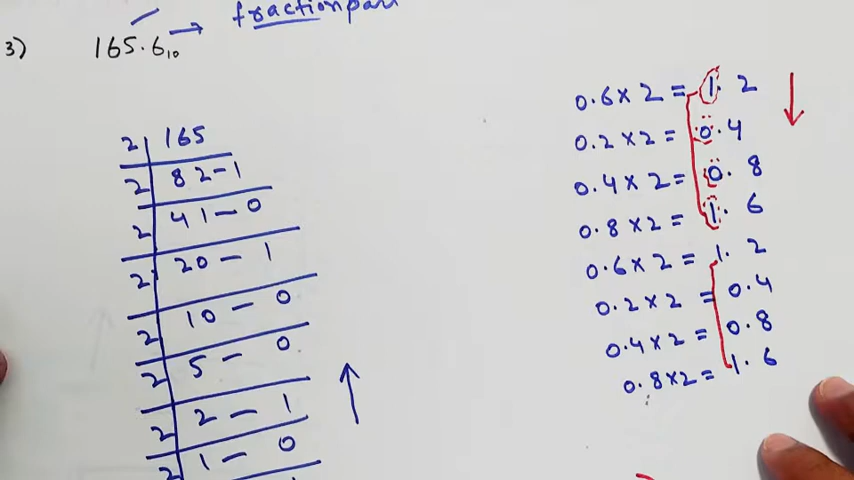 fraction part
3) 165.6₁₀ →
2 | 165
2 | 82 - 1
2 | 41 - 0
2 | 20 - 1
2 | 10 - 0
2 | 5 - 0
2 | 2 - 1
2 | 1 - 0
0.6 x 2 = 1.2
0.2 x 2 = 0.4
0.4 x 2 = 0.8
0.8 x 2 = 1.6
0.6 x 2 = 1.2
0.2 x 2 = 0.4
0.4 x 2 = 0.8
0.8 x 2 = 1.6